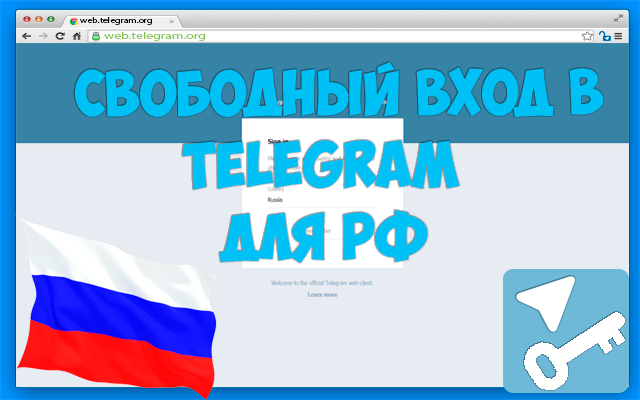 web.telegram.org
web.telegram.org
СВОБОДНЫЙ ВХОД В
TELEGRAM
ДЛЯ РФ
Sign in
Country
Russia
Welcome to the official Telegram web-client.
Learn more